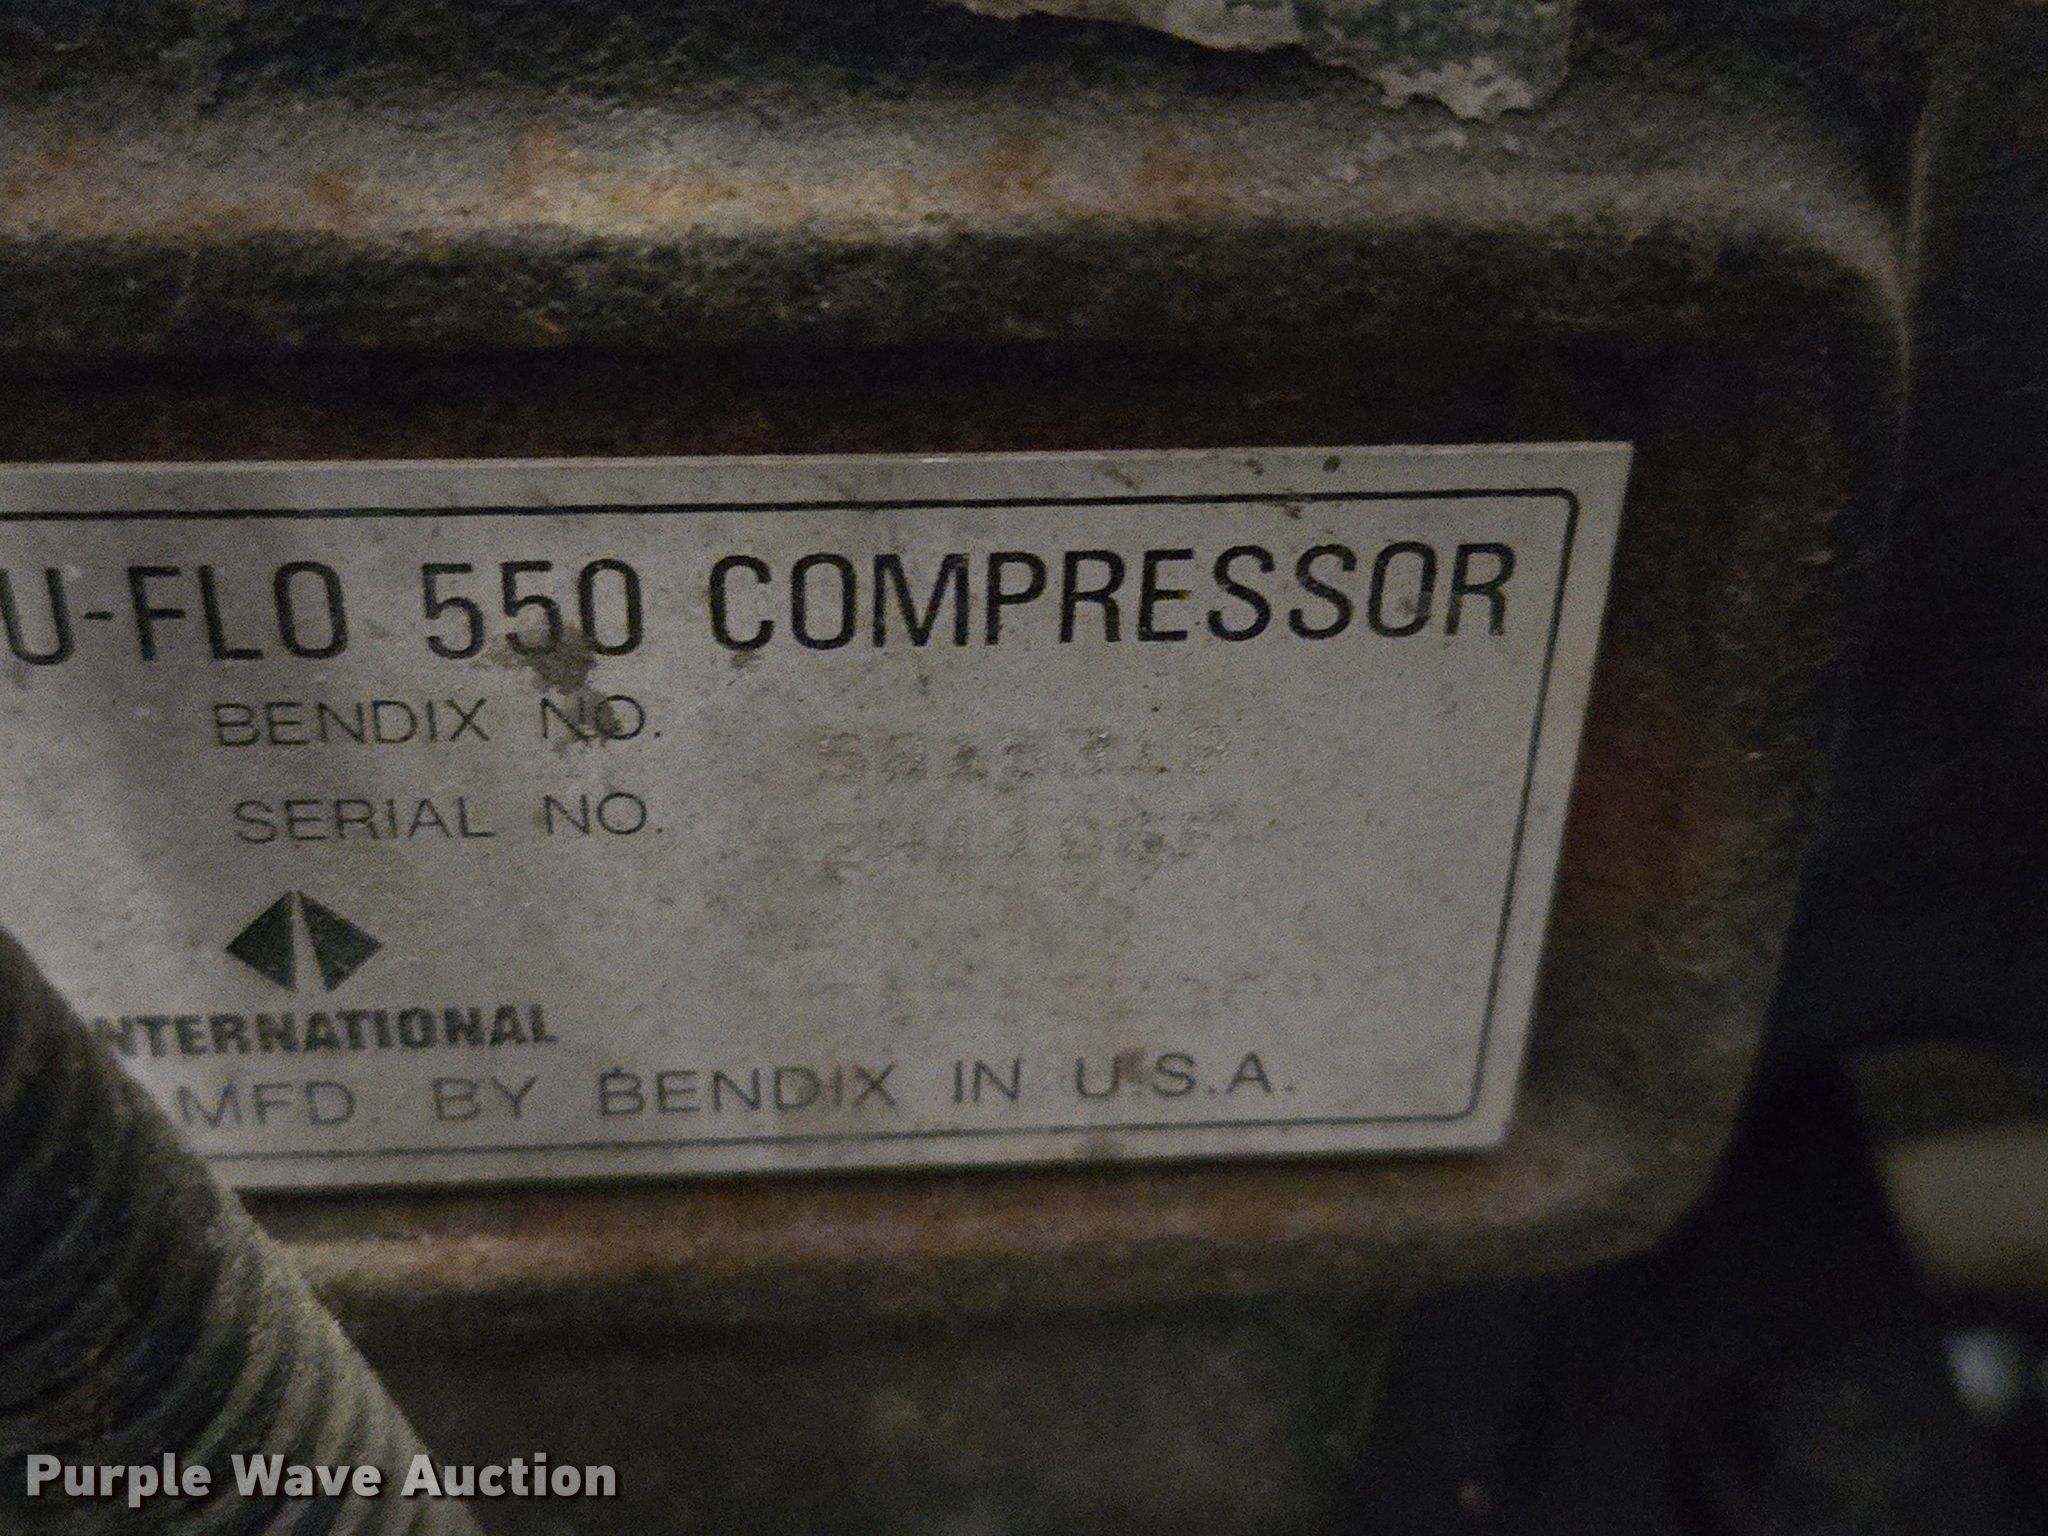 U-FLO 550 COMPRESSOR
BENDIX NO.
SERIAL NO.
INTERNATIONAL
MFD. BY BENDIX IN U.S.A.
Purple Wave Auction